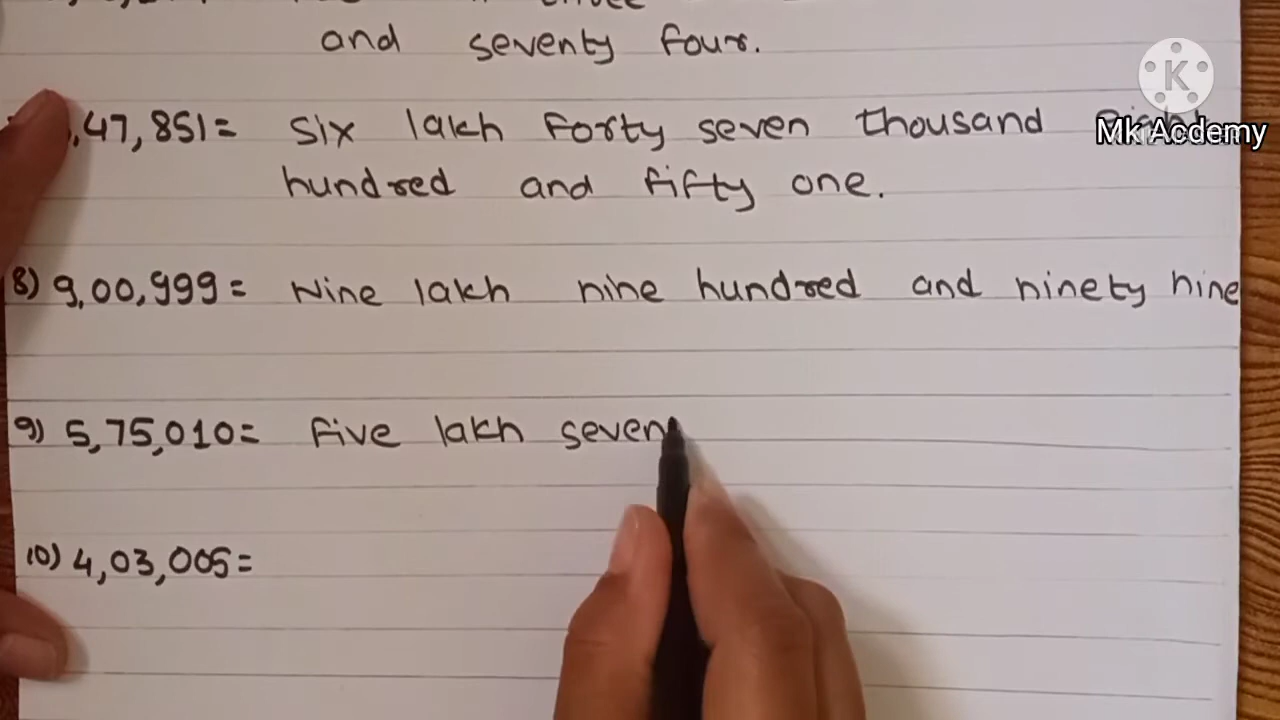 and seventy four.
,47,851= Six lakh Forty seven thousand
Mk Acdemy
hundred and fifty one.
8) 9,00,999= Nine lakh nine hundred and ninety nine
9) 5,75,010= Five lakh seven
10) 4,03,005=
K